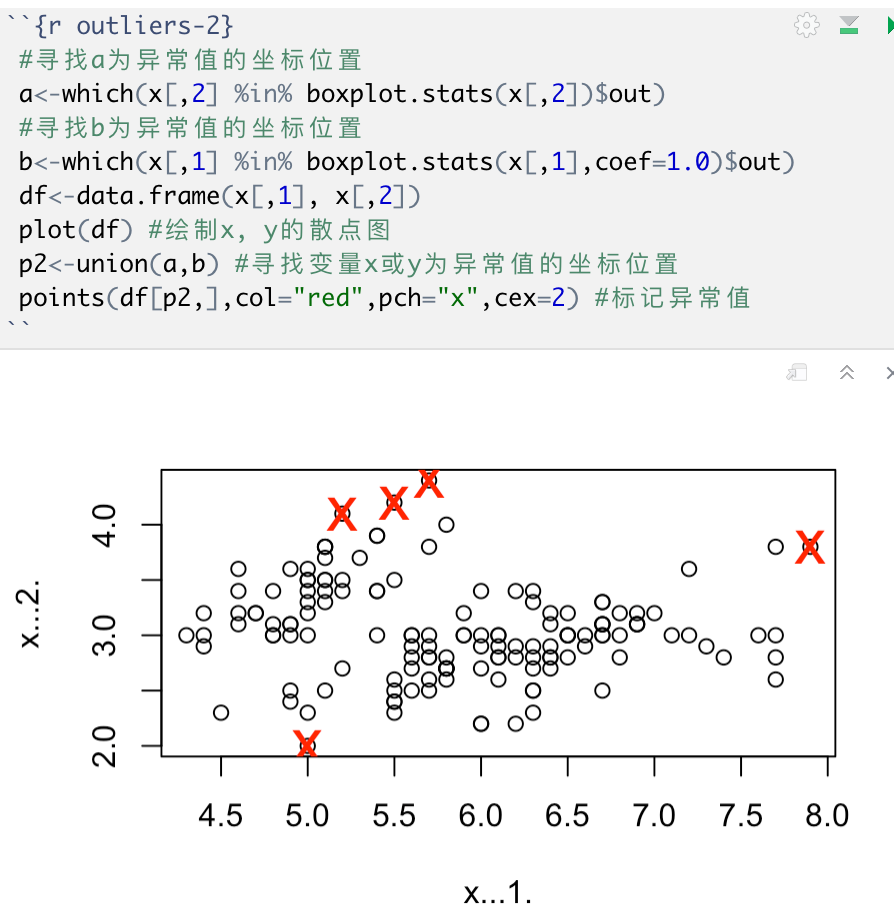 ``{r outliers-2}
#寻找a为异常值的坐标位置
a<-which(x[,2] %in% boxplot.stats(x[,2])$out)
#寻找b为异常值的坐标位置
b<-which(x[,1] %in% boxplot.stats(x[,1],coef=1.0)$out)
df<-data.frame(x[,1], x[,2])
plot(df) #绘制x, y的散点图
p2<-union(a,b) #寻找变量x或y为异常值的坐标位置
points(df[p2,],col="red",pch="x",cex=2) #标记异常值
``
4.0
3.0
2.0
x...2.
4.5 5.0 5.5 6.0 6.5 7.0 7.5 8.0
x...1.